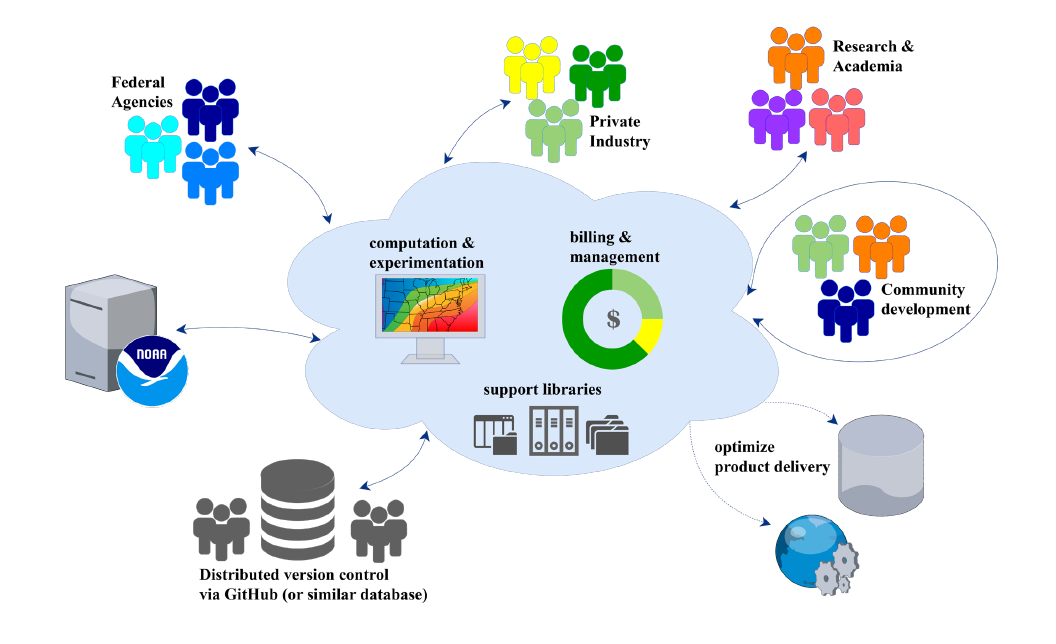 Federal
Agencies
Private
Industry
Research &
Academia
computation &
experimentation
billing &
management
$
Community
development
NOAA
support libraries
optimize
product delivery
Distributed version control
via GitHub (or similar database)